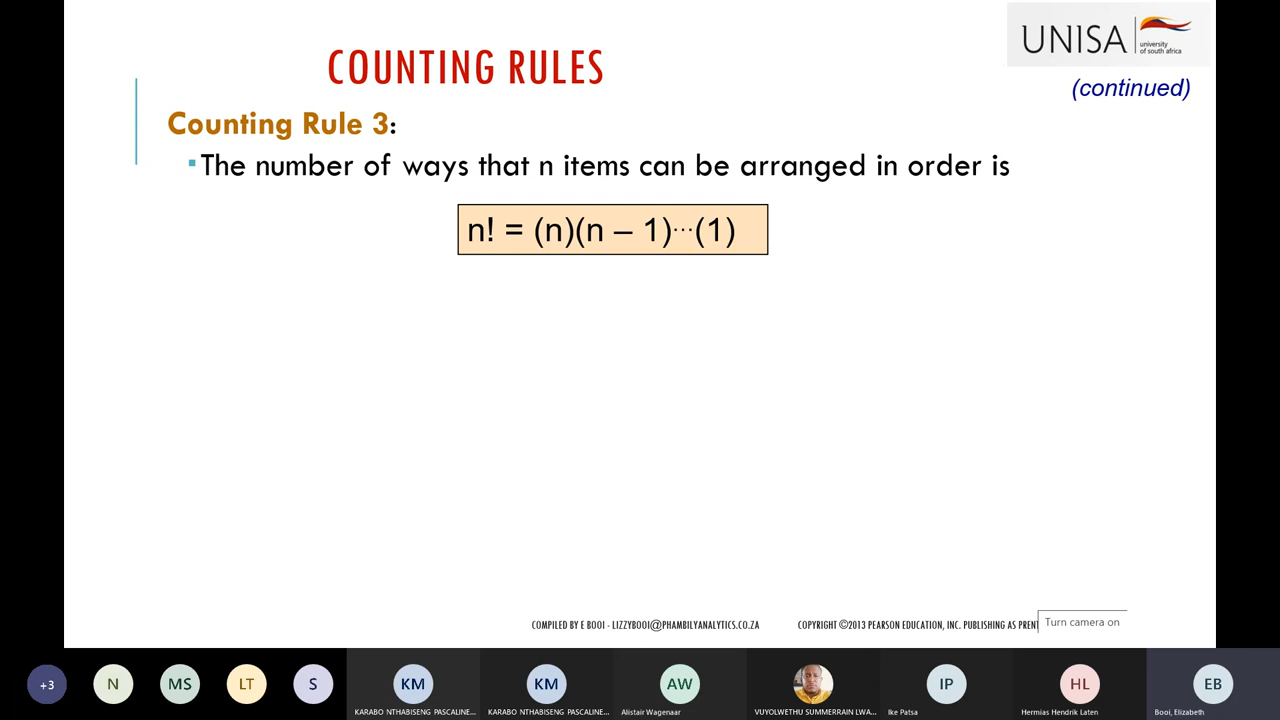 UNISA
university
of south africa
COUNTING RULES
(continued)
Counting Rule 3:
The number of ways that n items can be arranged in order is
n! = (n)(n – 1)···(1)
COMPILED BY E BOOI - LIZZYBOOI@PHAMBILYANALYTICS.CO.ZA
COPYRIGHT ©2013 PEARSON EDUCATION, INC. PUBLISHING AS PRENT
Turn camera on
+3
N
MS
LT
S
KM
KM
AW
IP
HL
EB
KARABO NTHABISENG PASCALINE...
KARABO NTHABISENG PASCALINE...
Alistair Wagenaar
VUYOLWETHU SUMMERRAIN LWA...
Ike Patsa
Hermias Hendrik Laten
Booi, Elizabeth